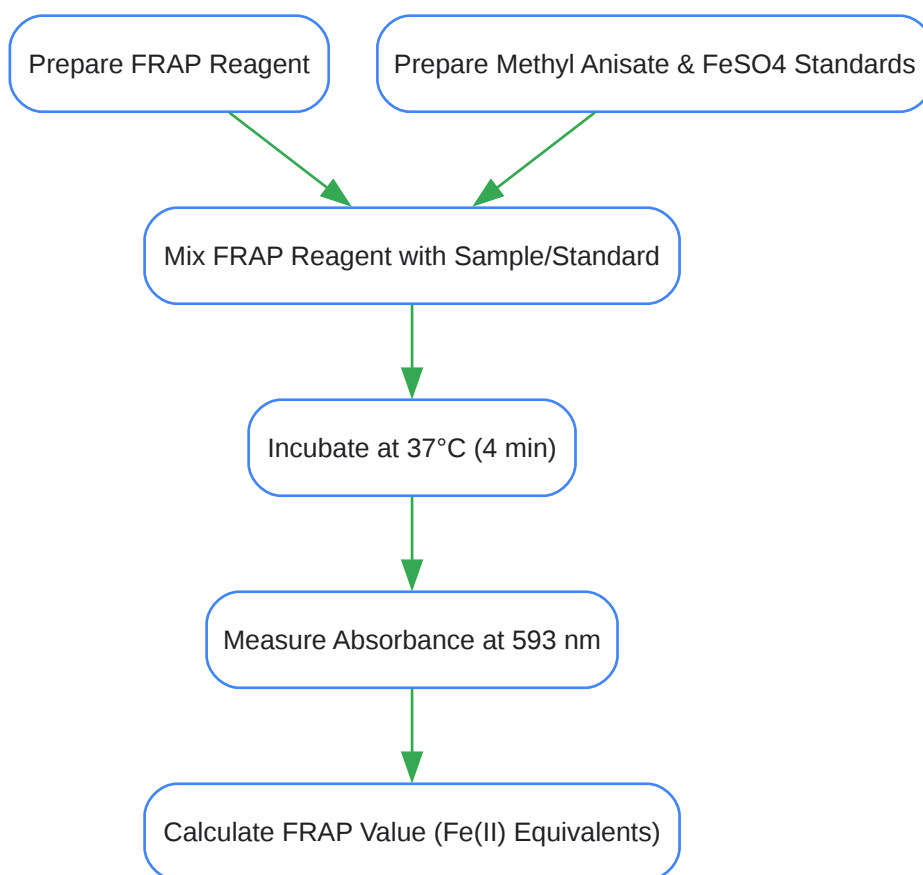 Prepare FRAP Reagent
Prepare Methyl Anisate & FeSO4 Standards
Mix FRAP Reagent with Sample/Standard
Incubate at 37°C (4 min)
Measure Absorbance at 593 nm
Calculate FRAP Value (Fe(II) Equivalents)